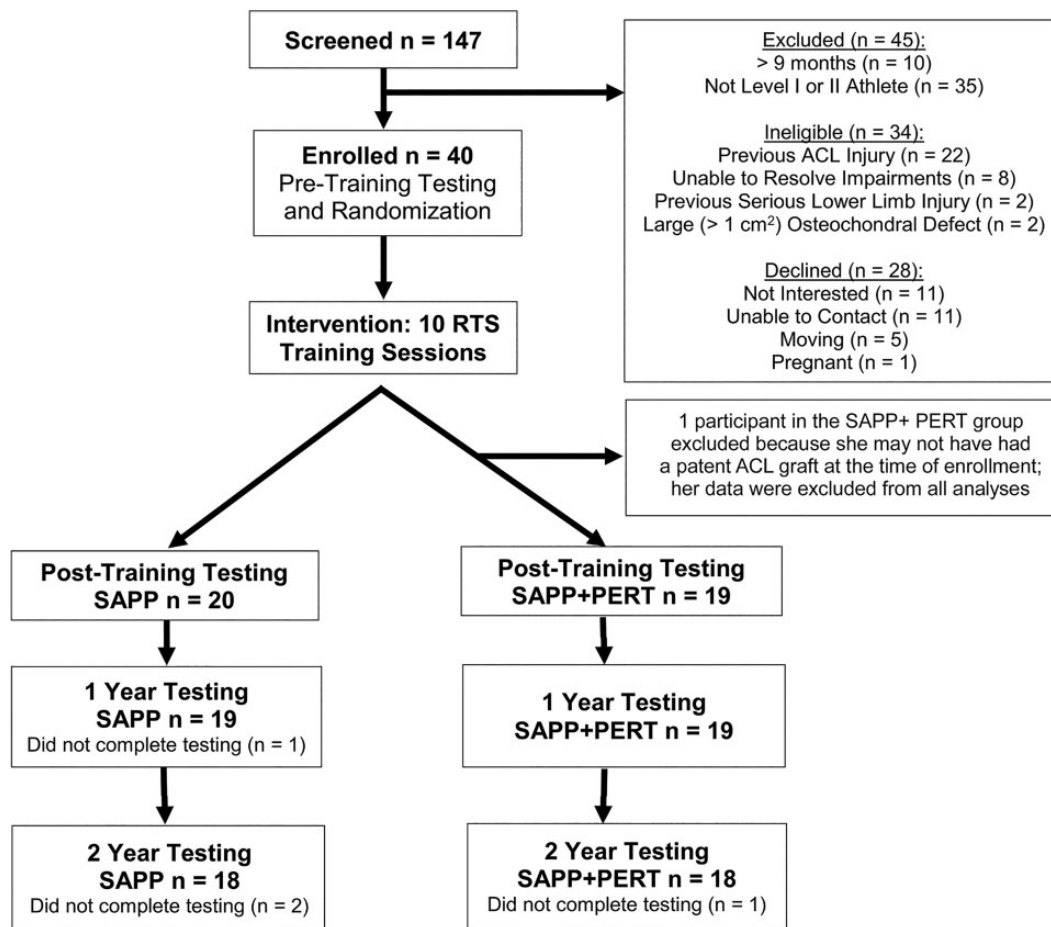 Screened n = 147
Excluded (n = 45):
> 9 months (n = 10)
Not Level I or II Athlete (n = 35)
Ineligible (n = 34):
Previous ACL Injury (n = 22)
Unable to Resolve Impairments (n = 8)
Previous Serious Lower Limb Injury (n = 2)
Large (> 1 cm²) Osteochondral Defect (n = 2)
Declined (n = 28):
Not Interested (n = 11)
Unable to Contact (n = 11)
Moving (n = 5)
Pregnant (n = 1)
Enrolled n = 40
Pre-Training Testing
and Randomization
Intervention: 10 RTS
Training Sessions
1 participant in the SAPP+ PERT group
excluded because she may not have had
a patent ACL graft at the time of enrollment;
her data were excluded from all analyses
Post-Training Testing
SAPP n = 20
Post-Training Testing
SAPP+PERT n = 19
1 Year Testing
SAPP n = 19
Did not complete testing (n = 1)
1 Year Testing
SAPP+PERT n = 19
2 Year Testing
SAPP n = 18
Did not complete testing (n = 2)
2 Year Testing
SAPP+PERT n = 18
Did not complete testing (n = 1)